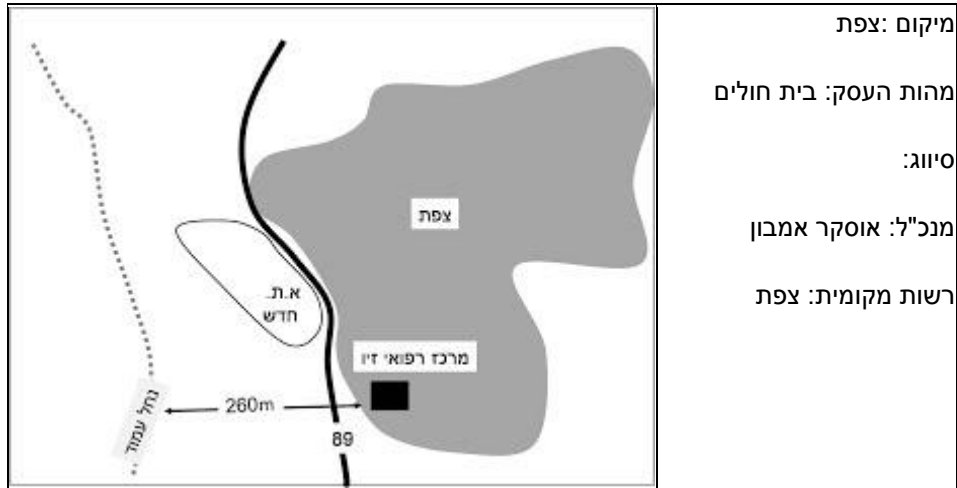 מיקום :צפת
מהות העסק: בית חולים
סיווג:
מנכ"ל: אוסקר אמבון
רשות מקומית: צפת
צפת
א.ת.
חדש
מרכז רפואי זיו
260m
נחל עמוד
89